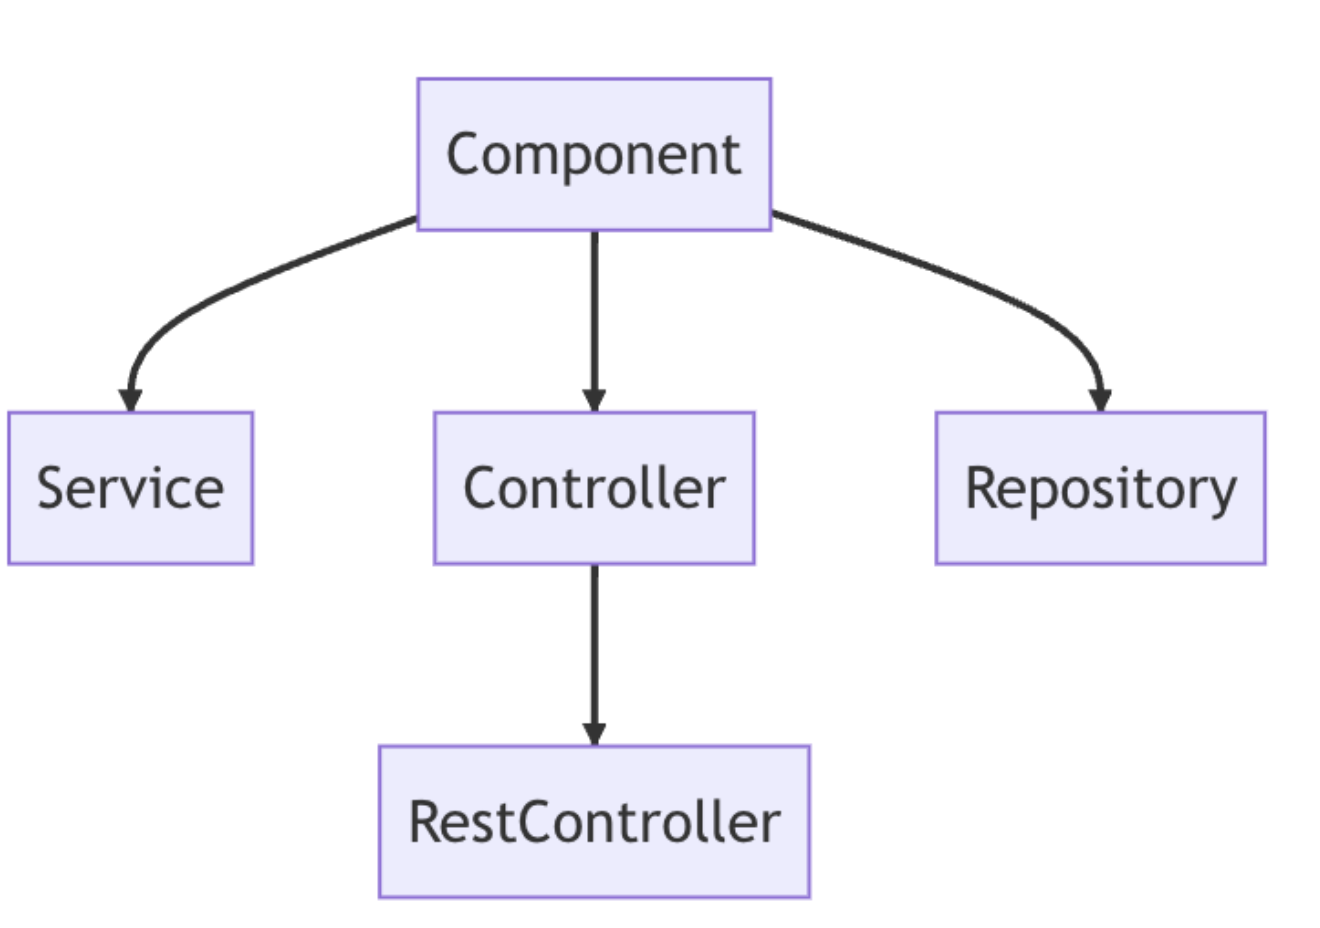 Component
Service
Controller
Repository
RestController